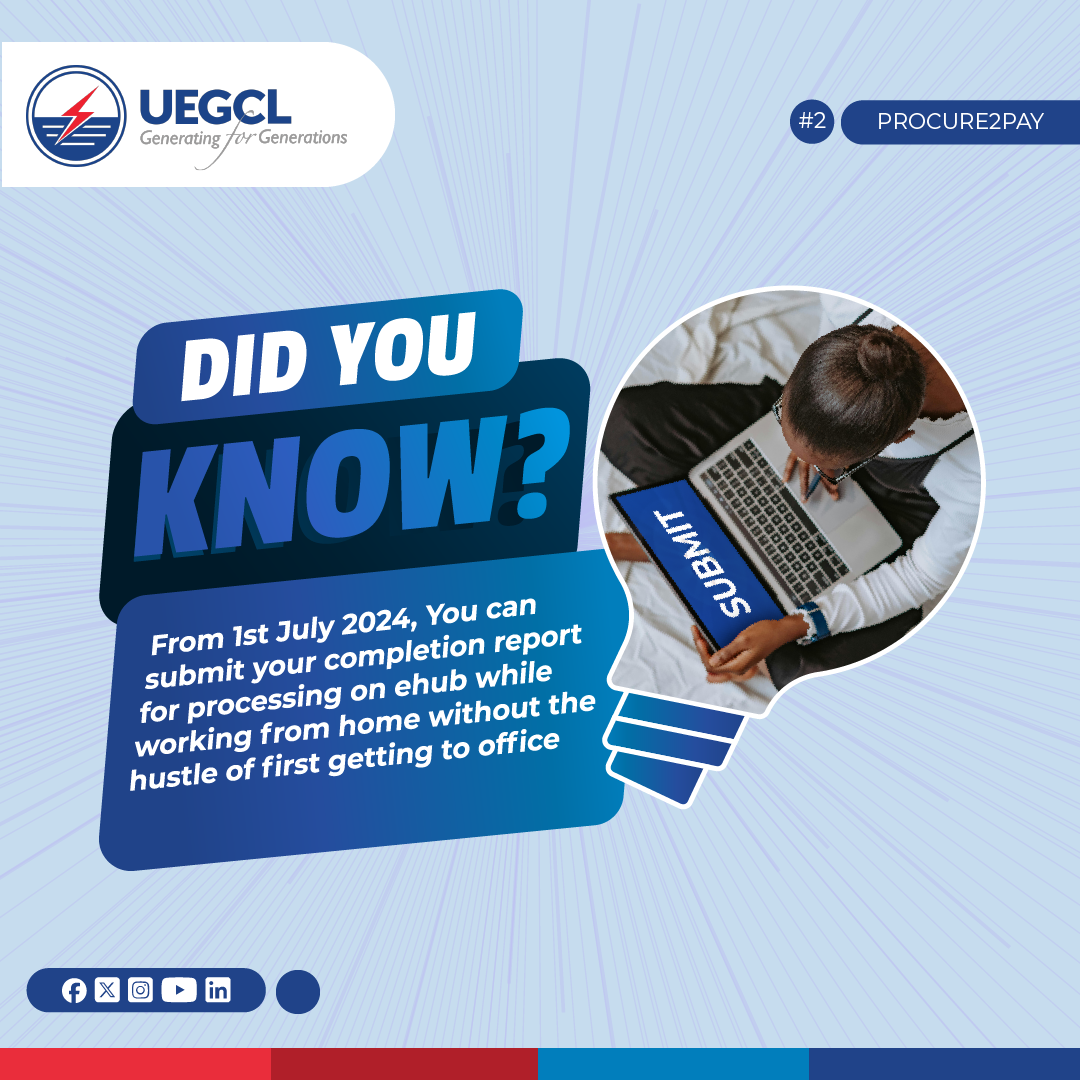 UEGCL
Generating for Generations
#2
PROCURE2PAY
DID YOU
KNOW?
From 1st July 2024, You can
submit your completion report
for processing on ehub while
working from home without the
hustle of first getting to office
SUBMIT